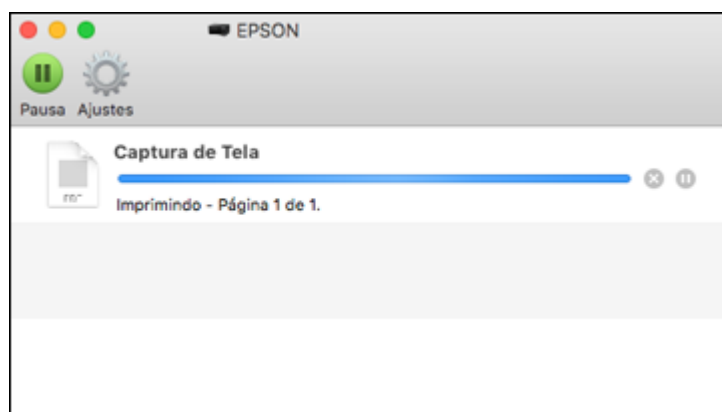 EPSON
Pausa Ajustes
Captura de Tela
Imprimindo - Página 1 de 1.